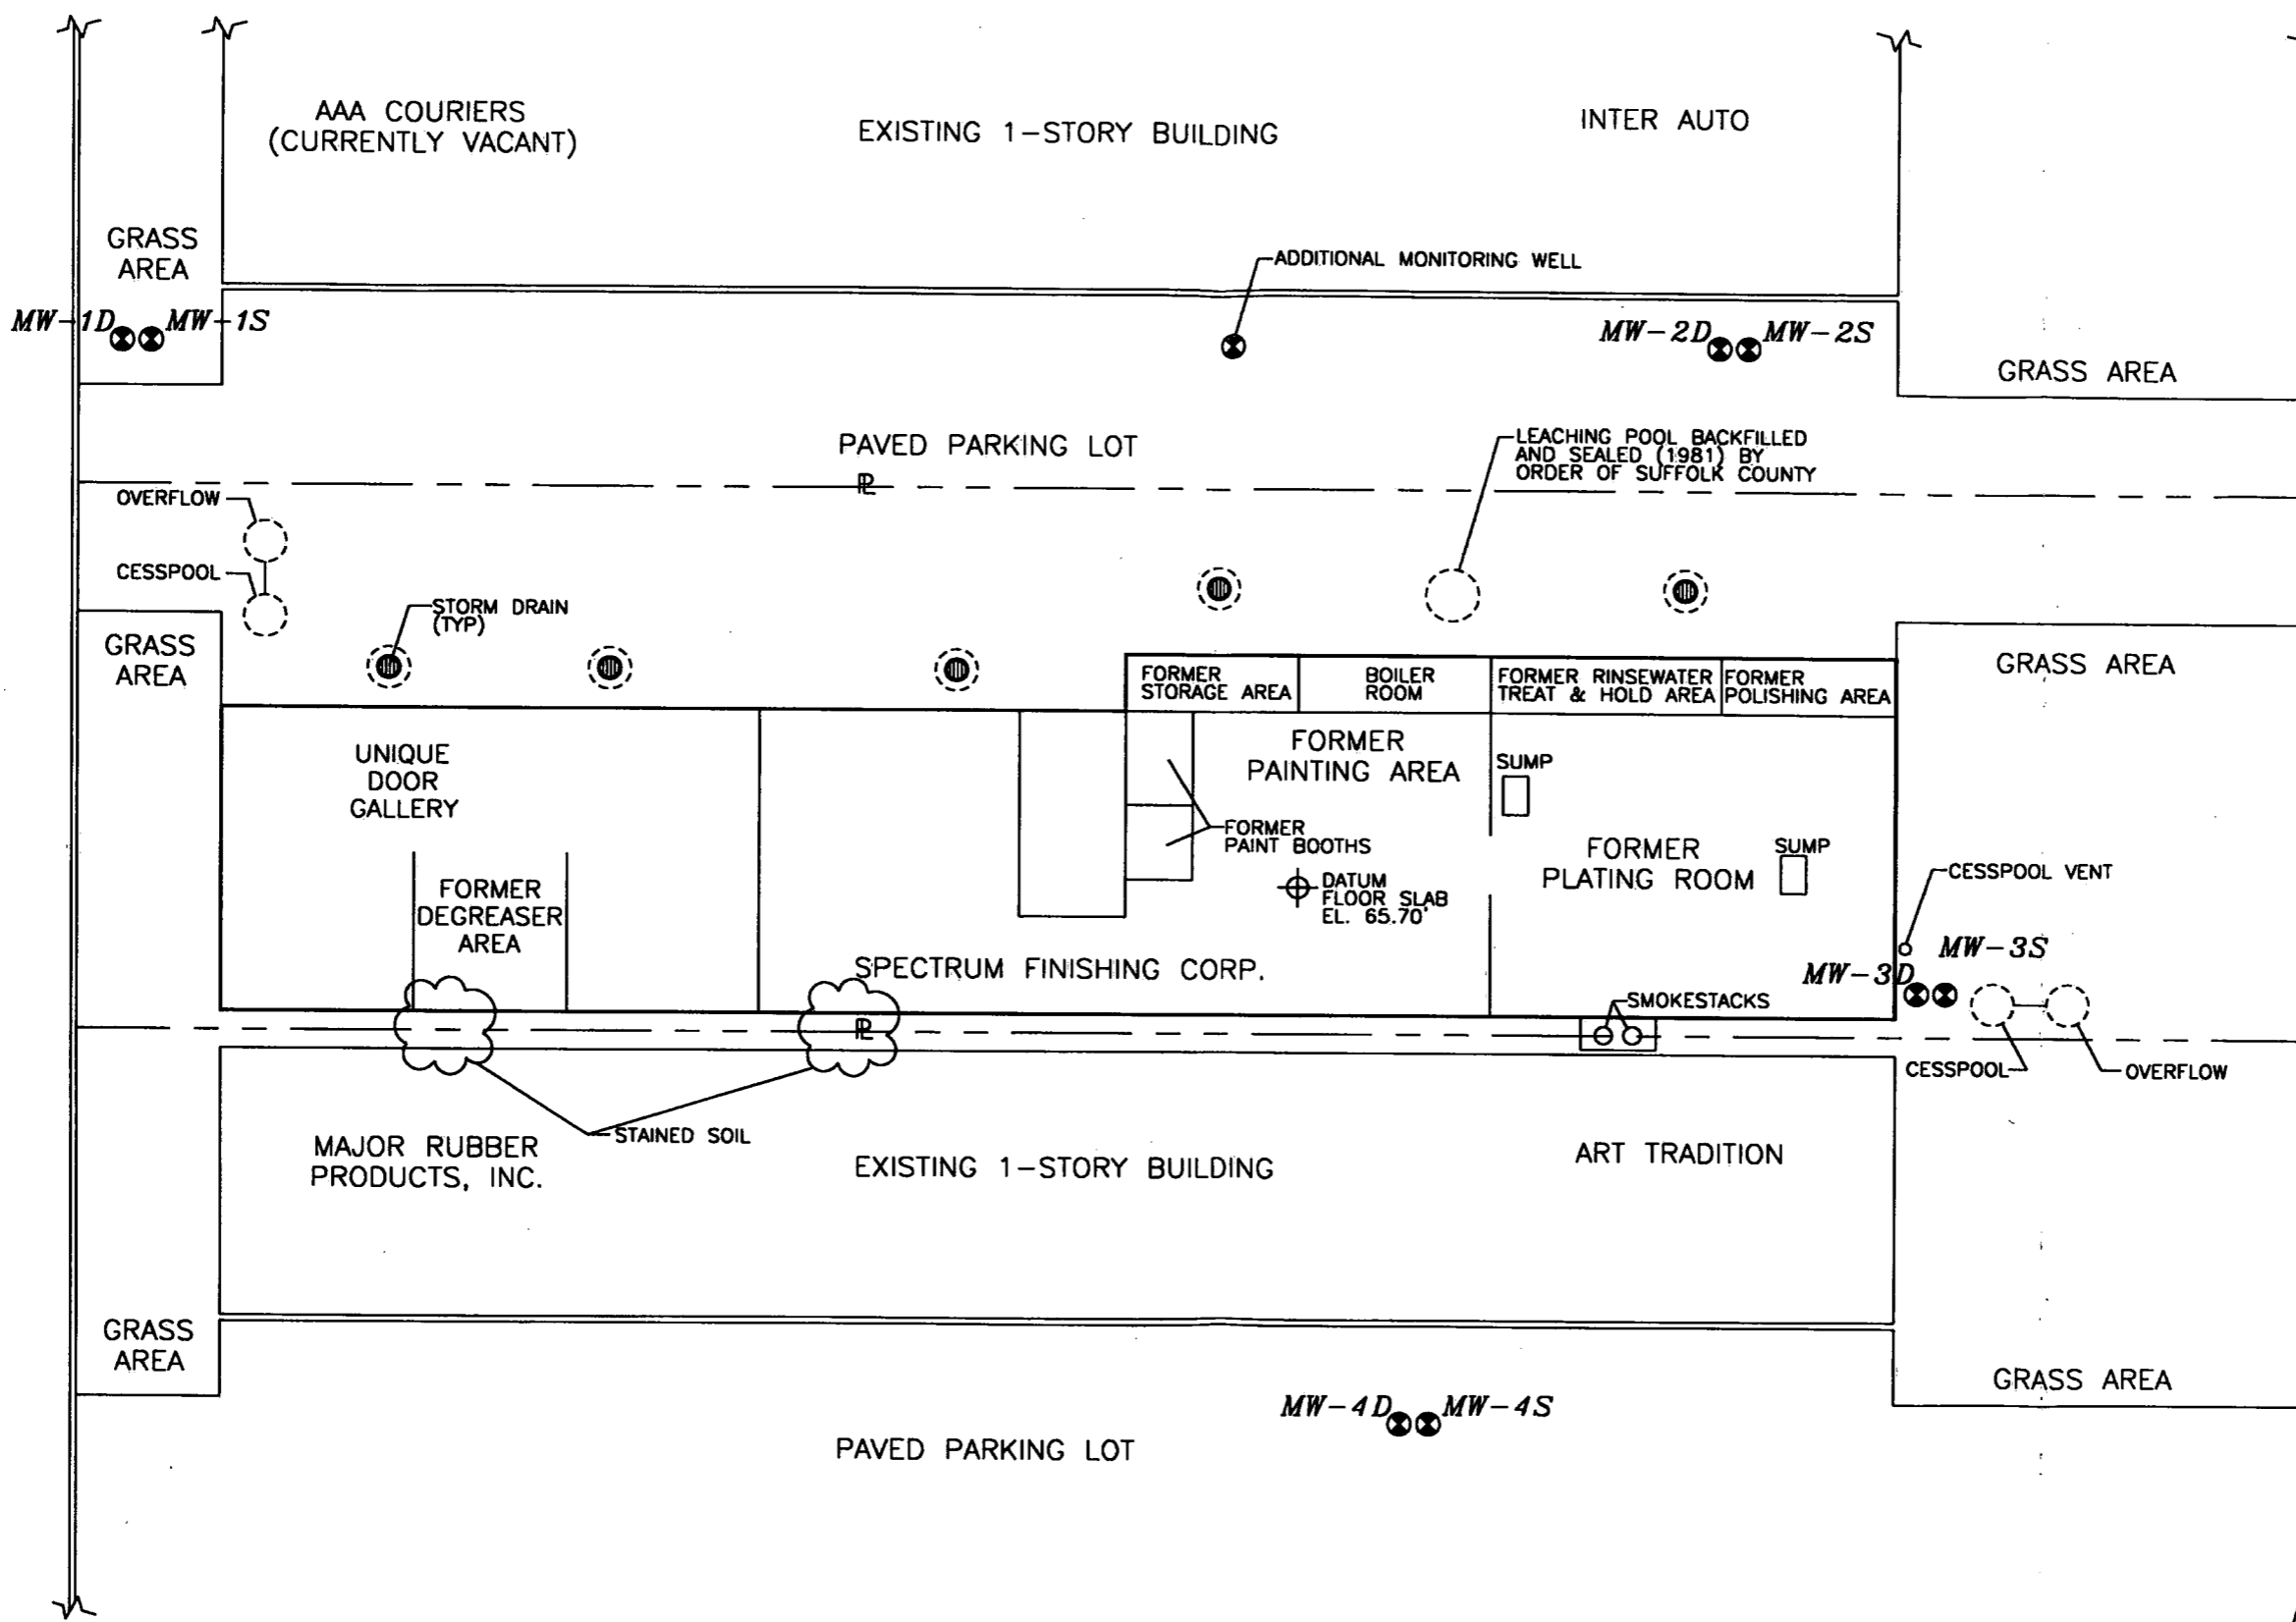 AAA COURIERS
(CURRENTLY VACANT)
EXISTING 1-STORY BUILDING
INTER AUTO
GRASS
AREA
ADDITIONAL MONITORING WELL
MW-1D
MW-1S
MW-2D
MW-2S
GRASS AREA
PAVED PARKING LOT
LEACHING POOL BACKFILLED
AND SEALED (1981) BY
ORDER OF SUFFOLK COUNTY
PL
OVERFLOW
CESSPOOL
STORM DRAIN
(TYP)
GRASS
AREA
GRASS AREA
FORMER
STORAGE AREA
BOILER
ROOM
FORMER RINSEWATER
TREAT & HOLD AREA
FORMER
POLISHING AREA
UNIQUE
DOOR
GALLERY
FORMER
PAINTING AREA
SUMP
FORMER
PAINT BOOTHS
FORMER
PLATING ROOM
SUMP
FORMER
DEGREASER
AREA
DATUM
FLOOR SLAB
EL. 65.70'
CESSPOOL VENT
SPECTRUM FINISHING CORP.
MW-3S
MW-3D
SMOKESTACKS
PL
CESSPOOL
OVERFLOW
STAINED SOIL
MAJOR RUBBER
PRODUCTS, INC.
EXISTING 1-STORY BUILDING
ART TRADITION
GRASS
AREA
GRASS AREA
MW-4D
MW-4S
PAVED PARKING LOT